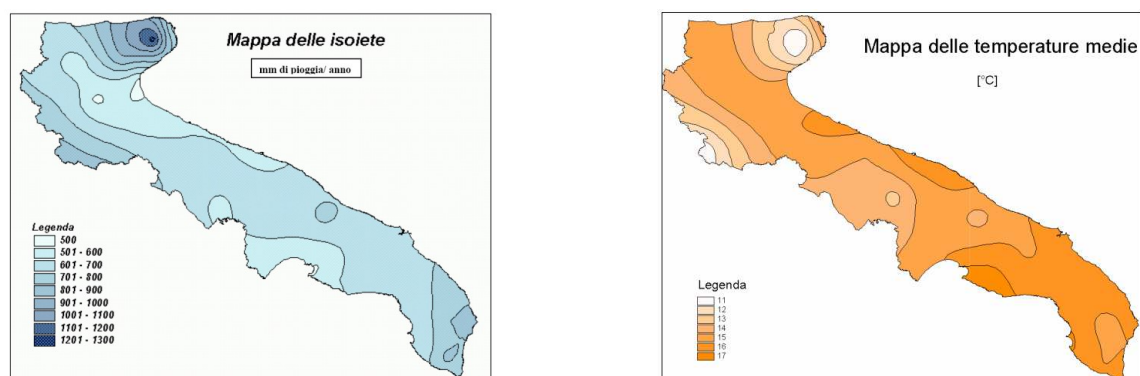 Mappa delle isoiete
mm di pioggia/ anno
Legenda
500
501 - 600
601 - 700
701 - 800
801 - 900
901 - 1000
1001 - 1100
1101 - 1200
1201 - 1300
Mappa delle temperature medie
[°C]
Legenda
11
12
13
14
15
16
17